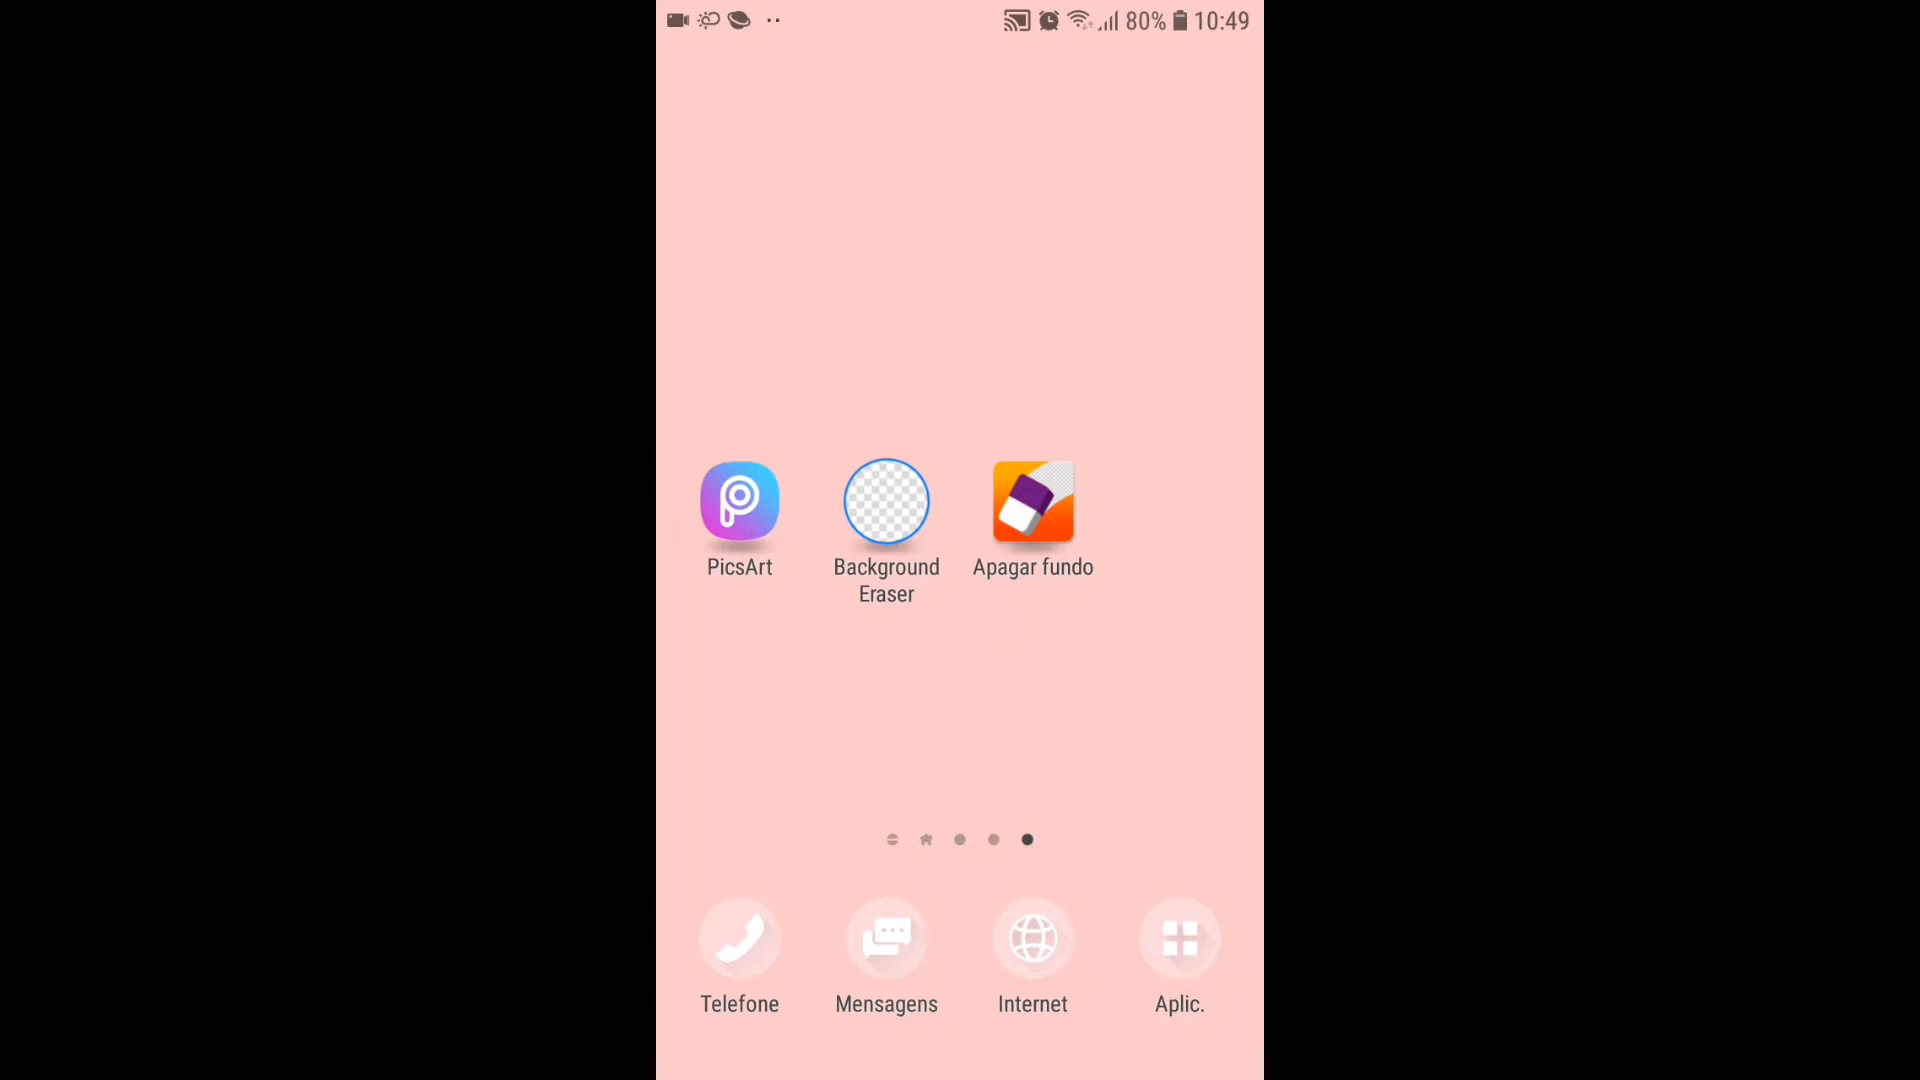 80% 10:49
PicsArt
Background
Eraser
Apagar fundo
Telefone
Mensagens
Internet
Aplic.